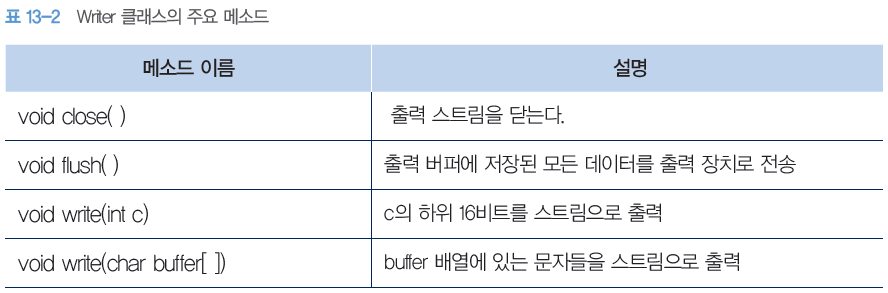 표 13-2 Writer 클래스의 주요 메소드
메소드 이름 설명
void close( ) 출력 스트림을 닫는다.
void flush( ) 출력 버퍼에 저장된 모든 데이터를 출력 장치로 전송
void write(int c) c의 하위 16비트를 스트림으로 출력
void write(char buffer[ ]) buffer 배열에 있는 문자들을 스트림으로 출력